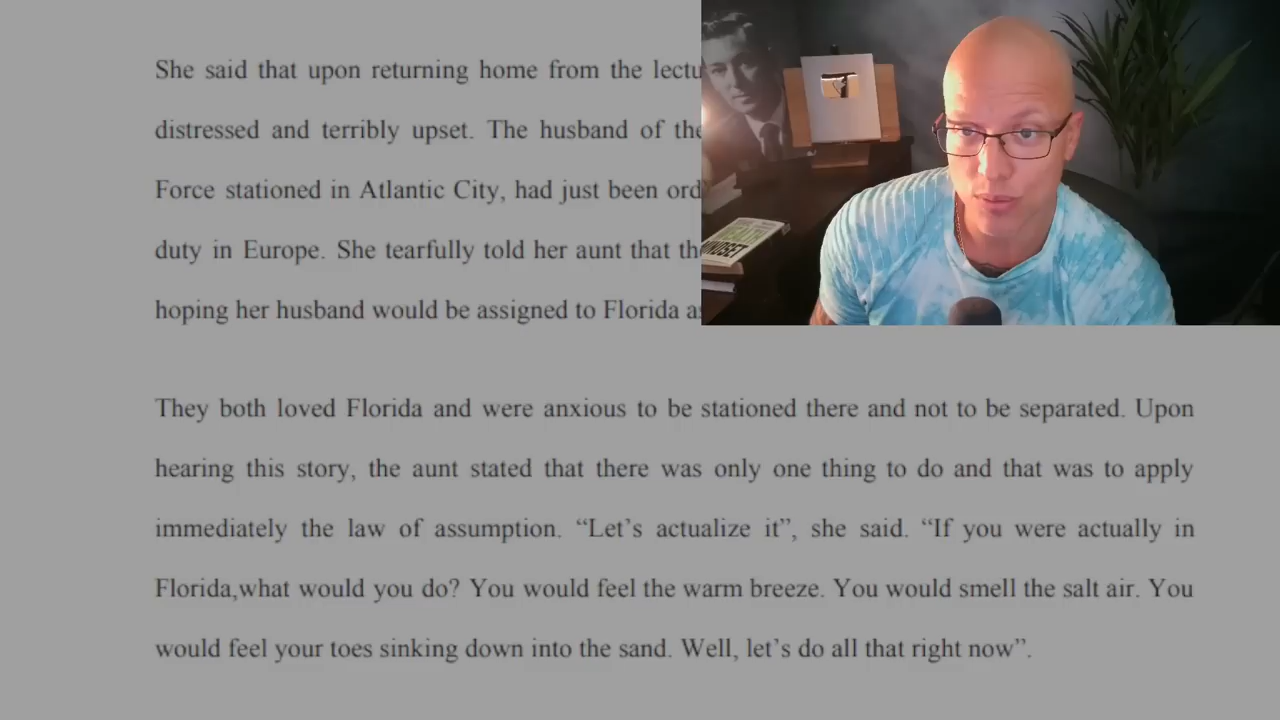 She said that upon returning home from the
distressed and terribly upset. The husband of
Force stationed in Atlantic City, had just been
duty in Europe. She tearfully told her aunt that
hoping her husband would be assigned to Florida
They both loved Florida and were anxious to be stationed there and not to be separated. Upon
hearing this story, the aunt stated that there was only one thing to do and that was to apply
immediately the law of assumption. “Let’s actualize it”, she said. “If you were actually in
Florida,what would you do? You would feel the warm breeze. You would smell the salt air. You
would feel your toes sinking down into the sand. Well, let’s do all that right now”.
MINDSET